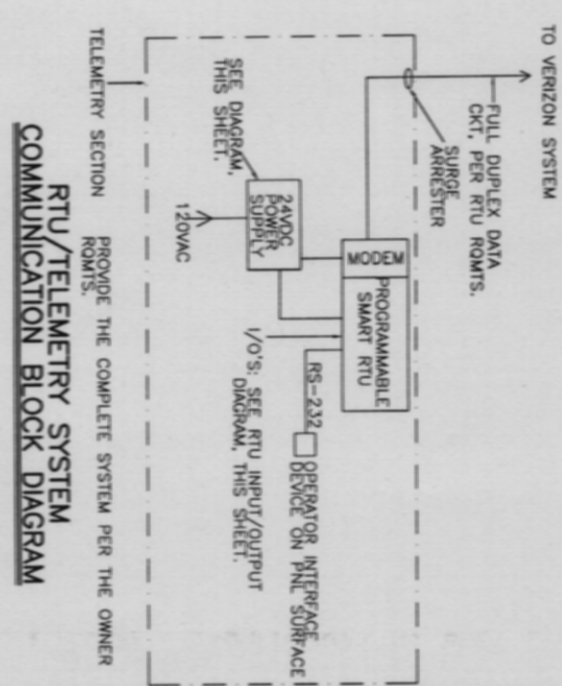 TO VERIZON SYSTEM
FULL DUPLEX DATA
CKT, PER RTU RQMTS.
SURGE
ARRESTER
MODEM
PROGRAMMABLE
SMART RTU
RS-232
OPERATOR INTERFACE
DEVICE ON PNL SURFACE
SEE DIAGRAM,
THIS SHEET.
24VDC
POWER
SUPPLY
120VAC
I/O'S: SEE RTU INPUT/OUTPUT
DIAGRAM, THIS SHEET.
TELEMETRY SECTION
PROVIDE THE COMPLETE SYSTEM PER THE OWNER
RQMTS.
RTU/TELEMETRY SYSTEM
COMMUNICATION BLOCK DIAGRAM